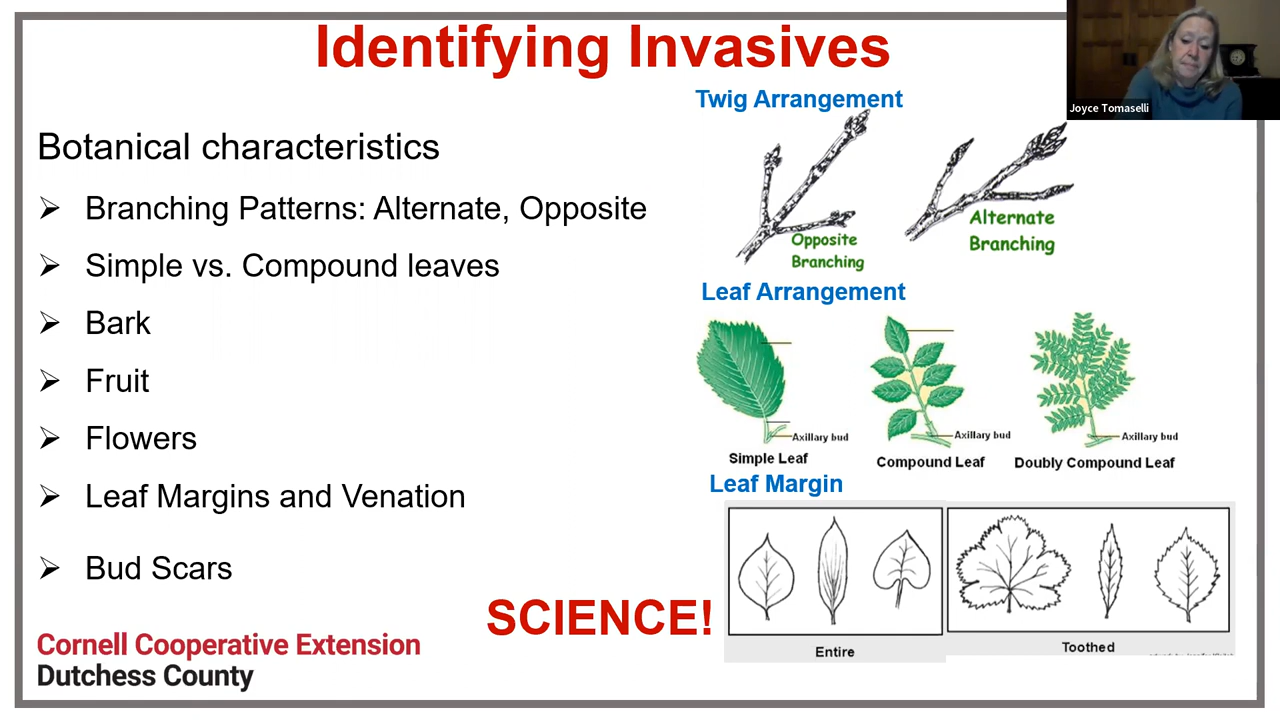 Identifying Invasives
Joyce Tomaselli
Botanical characteristics
➢ Branching Patterns: Alternate, Opposite
➢ Simple vs. Compound leaves
➢ Bark
➢ Fruit
➢ Flowers
➢ Leaf Margins and Venation
➢ Bud Scars
SCIENCE!
Cornell Cooperative Extension
Dutchess County
Twig Arrangement
Opposite
Branching
Alternate
Branching
Leaf Arrangement
Axillary bud
Simple Leaf
Axillary bud
Compound Leaf
Axillary bud
Doubly Compound Leaf
Leaf Margin
Entire
Toothed